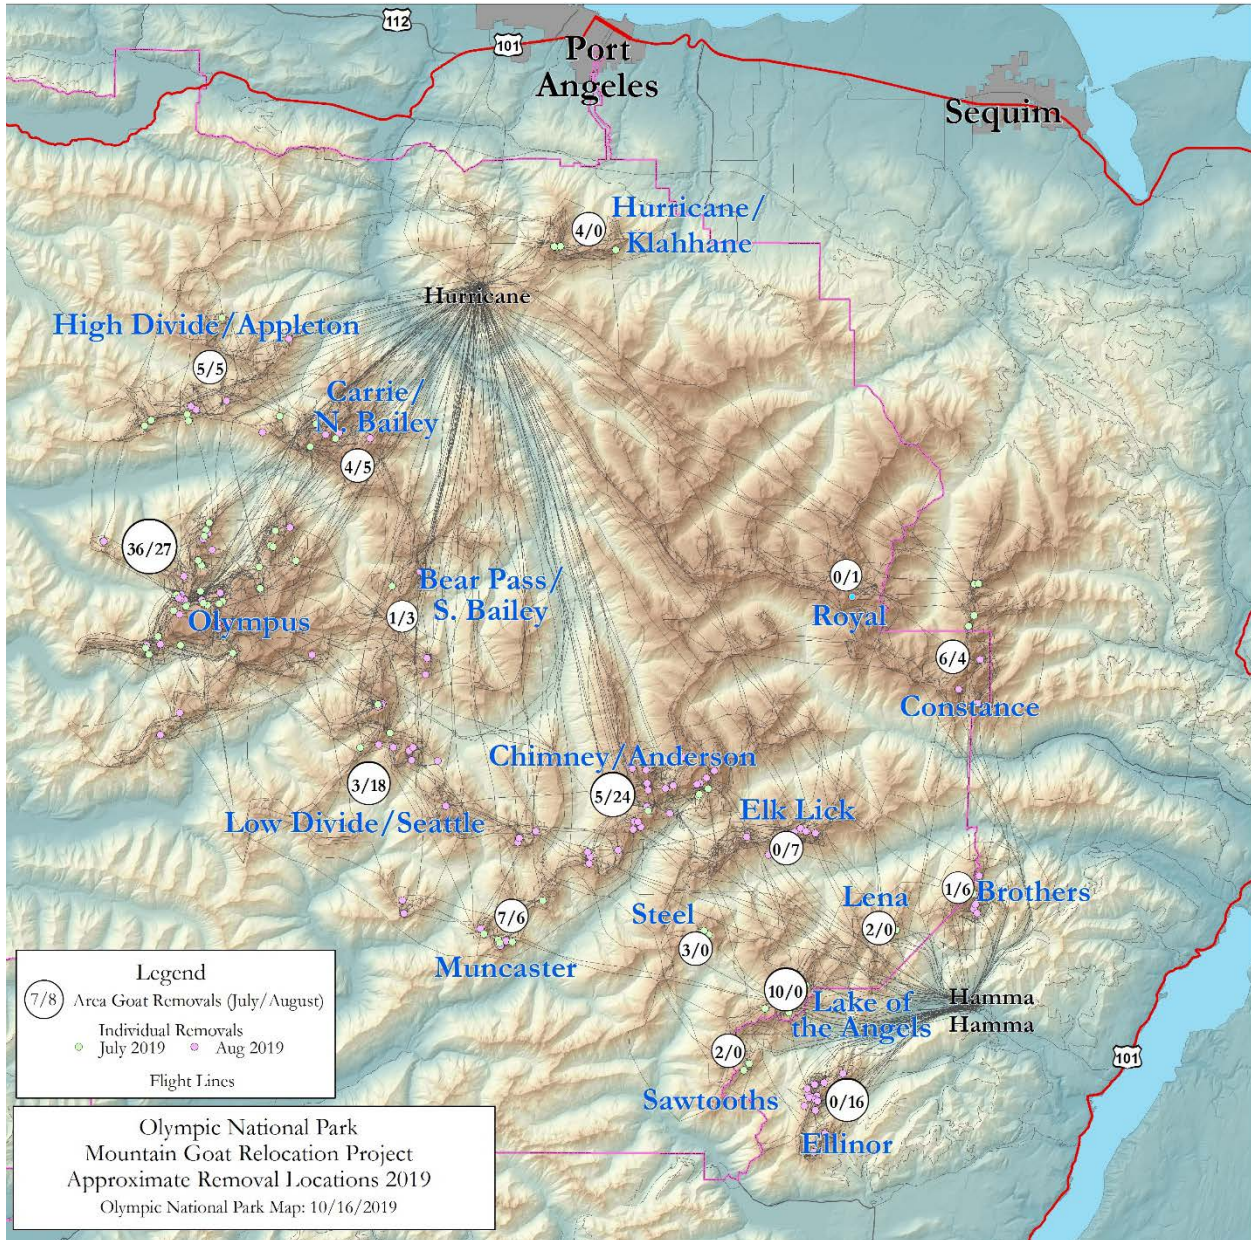 112
101
Port
Angeles
Sequim
Hurricane/
Klahhane
4/0
Hurricane
High Divide/Appleton
5/5
Carrie/
N. Bailey
4/5
36/27
Olympus
Bear Pass/
S. Bailey
1/3
0/1
Royal
6/4
Constance
Chimney/Anderson
5/24
3/18
Low Divide/Seattle
Elk Lick
0/7
1/6
Brothers
Lena
2/0
Steel
3/0
7/6
Muncaster
10/0
Lake of
the Angels
Hamma
Hamma
2/0
Sawtooths
0/16
Ellinor
101
Legend
7/8 Area Goat Removals (July/August)
Individual Removals
July 2019 Aug 2019
Flight Lines
Olympic National Park
Mountain Goat Relocation Project
Approximate Removal Locations 2019
Olympic National Park Map: 10/16/2019